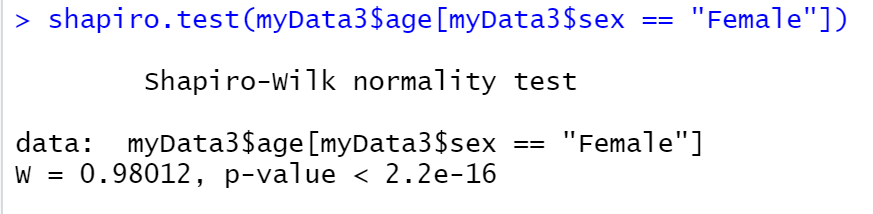 > shapiro.test(myData3$age[myData3$sex == "Female"])
Shapiro-Wilk normality test
data:  myData3$age[myData3$sex == "Female"]
W = 0.98012, p-value < 2.2e-16